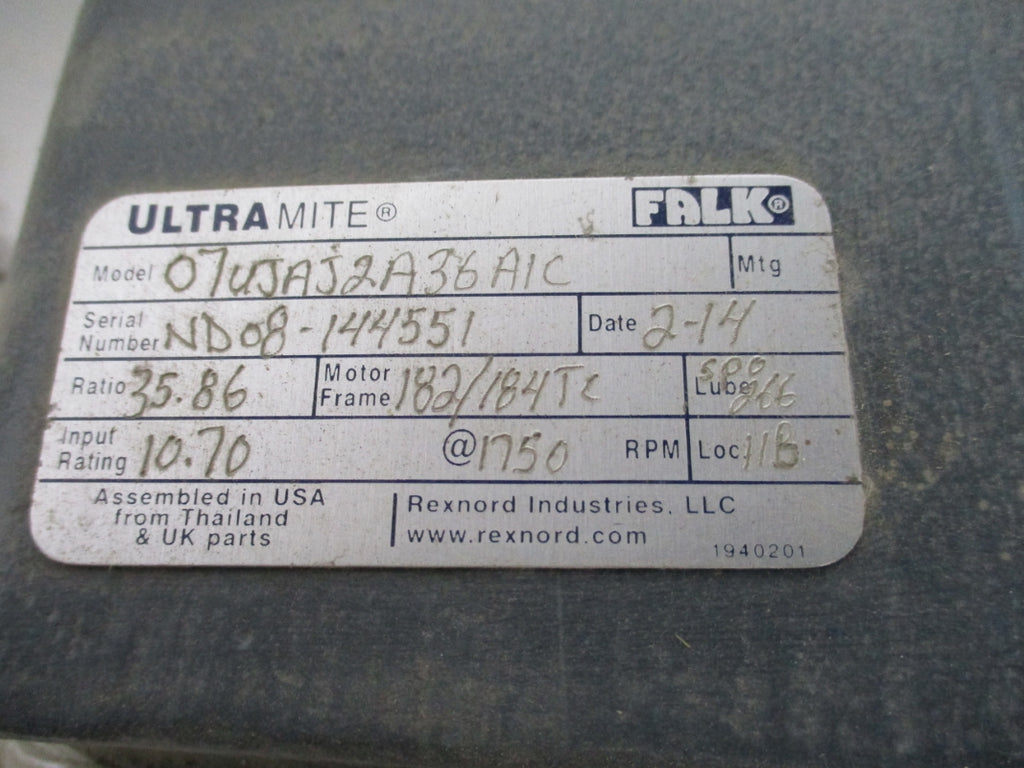 ULTRAMITE® FALK®
Model 07UJAJ2A36A1C Mtg
Serial Number ND08-144551 Date 2-14
Ratio 35.86 Motor Frame 182/184TC Lube 266
Input Rating 10.70 @1750 RPM Loc 11B
Assembled in USA
from Thailand
& UK parts
Rexnord Industries, LLC
www.rexnord.com
1940201